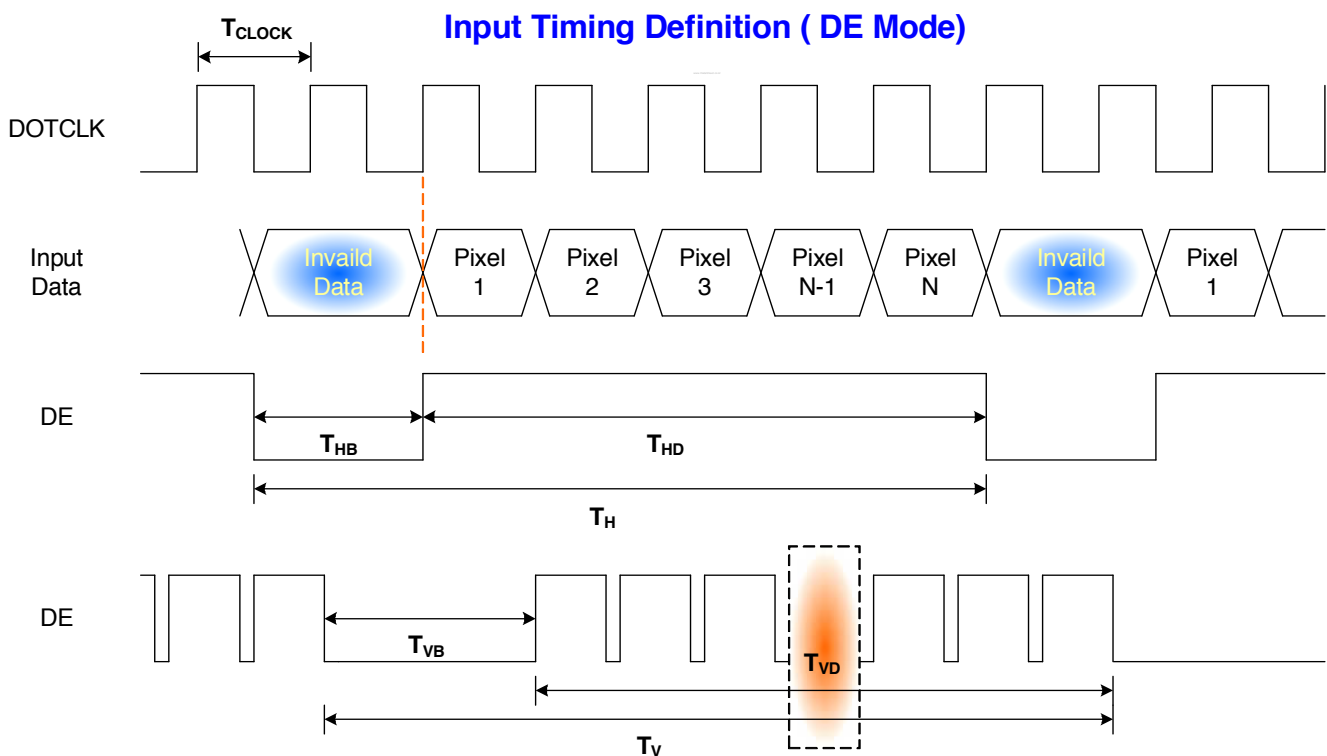 Input Timing Definition ( DE Mode)
TCLOCK
DOTCLK
Input
Data
Invaild
Data
Pixel
1
Pixel
2
Pixel
3
Pixel
N-1
Pixel
N
Invaild
Data
Pixel
1
DE
THB
THD
TH
DE
TVB
TVD
TV